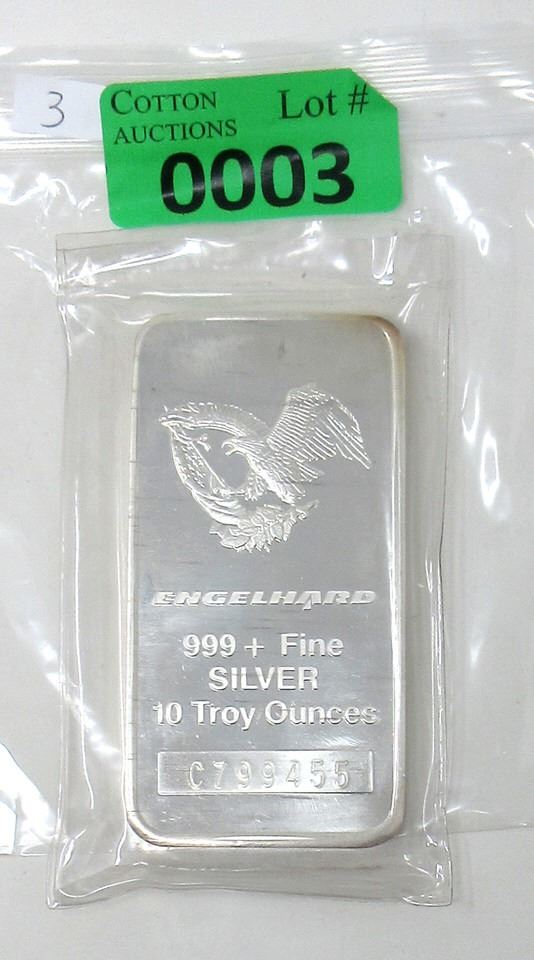 3
COTTON Lot #
AUCTIONS
0003
ENGELHARD
999+ Fine
SILVER
10 Troy Ounces
C799455